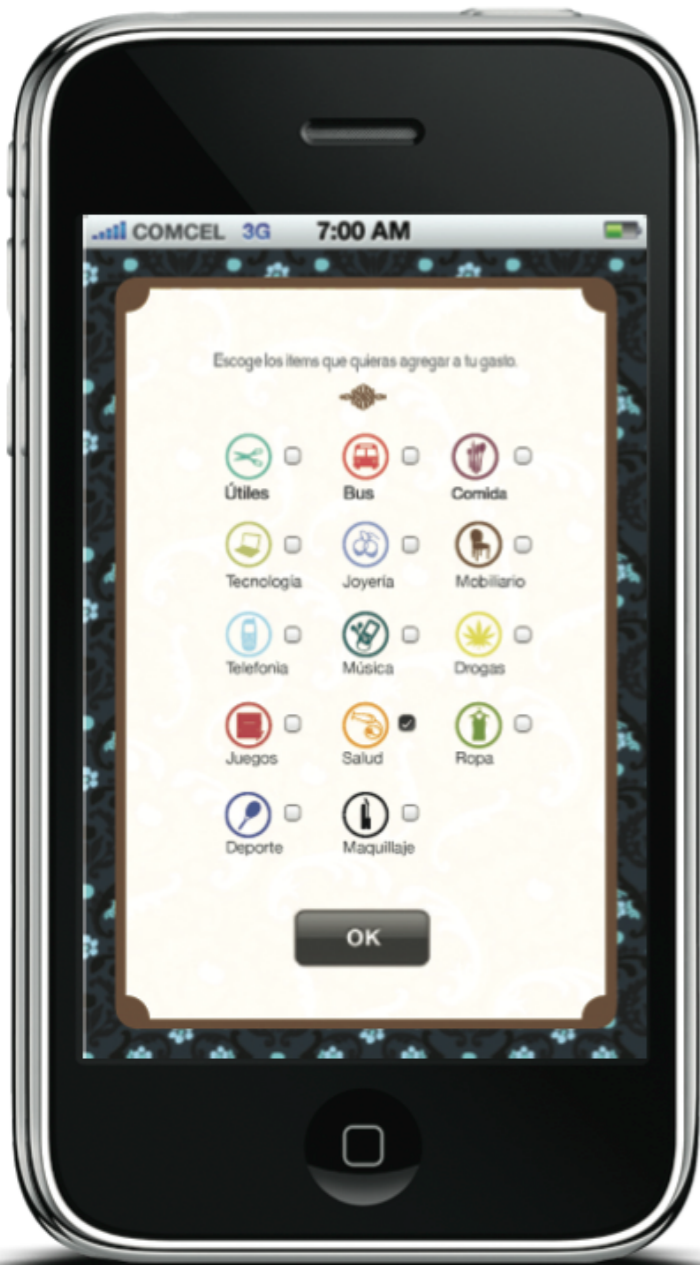 COMCEL 3G 7:00 AM
Escoge los items que quieras agregar a tu gasto.
Útiles Bus Comida
Tecnología Joyería Mobiliario
Telefonia Música Drogas
Juegos Salud Ropa
Deporte Maquillaje
OK